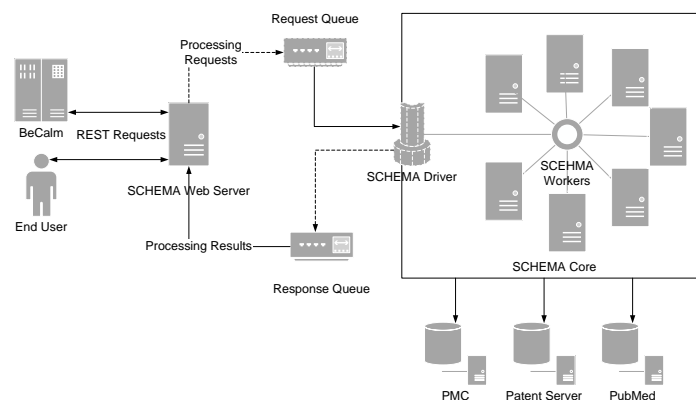 Request Queue
Processing
Requests
BeCalm
REST Requests
SCHEMA Web Server
End User
Processing Results
Response Queue
SCHEMA Driver
SCEHMA
Workers
SCHEMA Core
PMC
Patent Server
PubMed